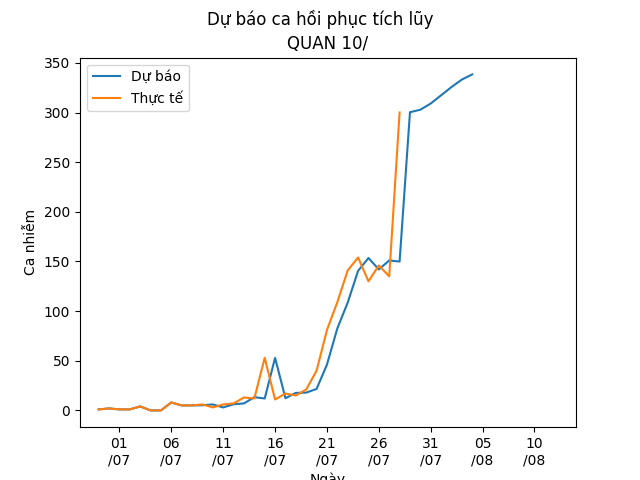 Dự báo ca hồi phục tích lũy
QUAN 10/
Dự báo
Thực tế
Ca nhiễm
350
300
250
200
150
100
50
0
01 06 11 16 21 26 31 05 10
/07 /07 /07 /07 /07 /07 /07 /08 /08
Ngày